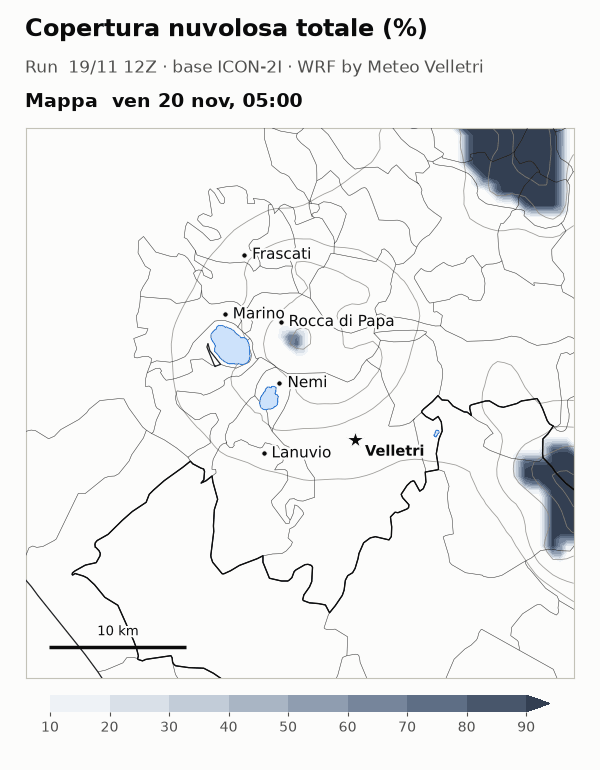 Copertura nuvolosa totale (%)
Run  19/11 12Z · base ICON-2I · WRF by Meteo Velletri
Mappa  ven 20 nov, 05:00
Frascati
Marino
Rocca di Papa
Nemi
Velletri
Lanuvio
10 km
10 20 30 40 50 60 70 80 90